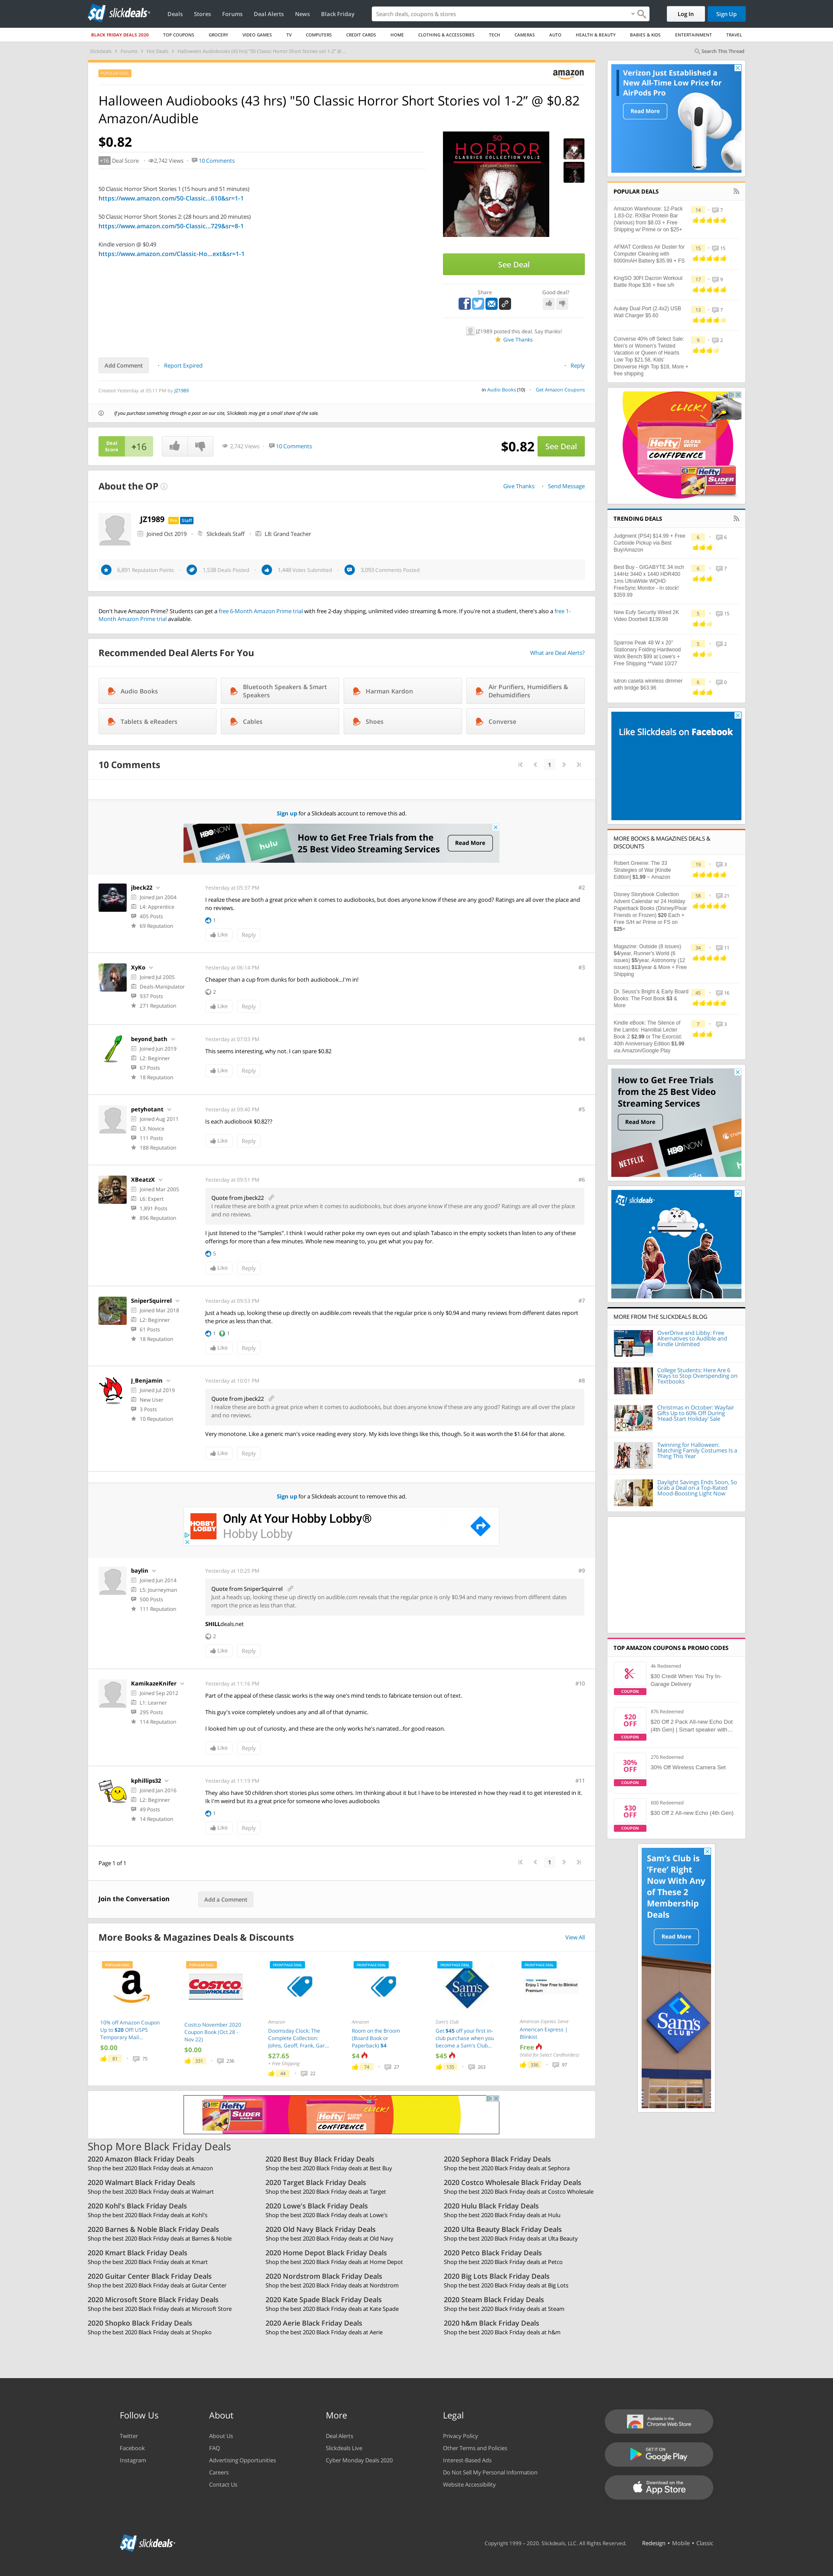 slickdeals
Deals
Stores
Forums
Deal Alerts
News
Black Friday
Search deals, coupons & stores
Log In
Sign Up
BLACK FRIDAY DEALS 2020
TOP COUPONS
GROCERY
VIDEO GAMES
TV
COMPUTERS
CREDIT CARDS
HOME
CLOTHING & ACCESSORIES
TECH
CAMERAS
AUTO
HEALTH & BEAUTY
BABIES & KIDS
ENTERTAINMENT
TRAVEL
Slickdeals > Forums > Hot Deals > Halloween Audiobooks (43 hrs) "50 Classic Horror Short Stories vol 1-2" @ ...
Search This Thread
POPULAR DEAL
amazon
Halloween Audiobooks (43 hrs) "50 Classic Horror Short Stories vol 1-2” @ $0.82
Amazon/Audible
$0.82
+16 Deal Score
2,742 Views
10 Comments
50 Classic Horror Short Stories 1 (15 hours and 51 minutes)
https://www.amazon.com/50-Classic...610&sr=1-1
50 Classic Horror Short Stories 2: (28 hours and 20 minutes)
https://www.amazon.com/50-Classic...729&sr=8-1
Kindle version @ $0.49
https://www.amazon.com/Classic-Ho...ext&sr=1-1
50
HORROR
CLASSICS COLLECTION VOL:2
See Deal
Share
Good deal?
JZ1989 posted this deal. Say thanks!
Give Thanks
Add Comment
Report Expired
Reply
Created Yesterday at 05:11 PM by JZ1989
in Audio Books (10)
Get Amazon Coupons
If you purchase something through a post on our site, Slickdeals may get a small share of the sale.
Deal
Score
+16
2,742 Views
10 Comments
$0.82
See Deal
About the OP
Give Thanks
Send Message
JZ1989 Pro Staff
Joined Oct 2019
Slickdeals Staff
L8: Grand Teacher
6,891 Reputation Points
1,538 Deals Posted
1,448 Votes Submitted
3,093 Comments Posted
Don't have Amazon Prime? Students can get a free 6-Month Amazon Prime trial with free 2-day shipping, unlimited video streaming & more. If you're not a student, there's also a free 1-
Month Amazon Prime trial available.
Recommended Deal Alerts For You
What are Deal Alerts?
Audio Books
Bluetooth Speakers & Smart
Speakers
Harman Kardon
Air Purifiers, Humidifiers &
Dehumidifiers
Tablets & eReaders
Cables
Shoes
Converse
10 Comments
1
Sign up for a Slickdeals account to remove this ad.
HBO NOW
hulu
sling
How to Get Free Trials from the
25 Best Video Streaming Services
Read More
jbeck22
Joined Jan 2004
L4: Apprentice
405 Posts
69 Reputation
Yesterday at 05:37 PM
#2
I realize these are both a great price when it comes to audiobooks, but does anyone know if these are any good? Ratings are all over the place and
no reviews.
1
Like
Reply
XyKo
Joined Jul 2005
Deals-Manipulator
937 Posts
271 Reputation
Yesterday at 06:14 PM
#3
Cheaper than a cup from dunks for both audiobook...I'm in!
2
Like
Reply
beyond_bath
Joined Jun 2019
L2: Beginner
67 Posts
18 Reputation
Yesterday at 07:03 PM
#4
This seems interesting, why not. I can spare $0.82
Like
Reply
petyhotant
Joined Aug 2011
L3: Novice
111 Posts
188 Reputation
Yesterday at 09:40 PM
#5
Is each audiobook $0.82??
Like
Reply
XBeatzX
Joined Mar 2005
L6: Expert
1,891 Posts
896 Reputation
Yesterday at 09:51 PM
#6
Quote from jbeck22
I realize these are both a great price when it comes to audiobooks, but does anyone know if these are any good? Ratings are all over the place
and no reviews.
I just listened to the "Samples". I think I would rather poke my own eyes out and splash Tabasco in the empty sockets than listen to any of these
offerings for more than a few minutes. Whole new meaning to, you get what you pay for.
5
Like
Reply
SniperSquirrel
Joined Mar 2018
L2: Beginner
61 Posts
18 Reputation
Yesterday at 09:53 PM
#7
Just a heads up, looking these up directly on audible.com reveals that the regular price is only $0.94 and many reviews from different dates report
the price as less than that.
1
1
Like
Reply
J_Benjamin
Joined Jul 2019
New User
3 Posts
10 Reputation
Yesterday at 10:01 PM
#8
Quote from jbeck22
I realize these are both a great price when it comes to audiobooks, but does anyone know if these are any good? Ratings are all over the place
and no reviews.
Very monotone. Like a generic man's voice reading every story. My kids love things like this, though. So it was worth the $1.64 for that alone.
Like
Reply
Sign up for a Slickdeals account to remove this ad.
HOBBY
LOBBY
Only At Your Hobby Lobby®
Hobby Lobby
baylin
Joined Jun 2014
L5: Journeyman
500 Posts
111 Reputation
Yesterday at 10:25 PM
#9
Quote from SniperSquirrel
Just a heads up, looking these up directly on audible.com reveals that the regular price is only $0.94 and many reviews from different dates
report the price as less than that.
SHILLdeals.net
2
Like
Reply
KamikazeKnifer
Joined Sep 2012
L1: Learner
295 Posts
114 Reputation
Yesterday at 11:16 PM
#10
Part of the appeal of these classic works is the way one's mind tends to fabricate tension out of text.
This guy's voice completely undoes any and all of that dynamic.
I looked him up out of curiosity, and these are the only works he's narrated...for good reason.
Like
Reply
kphillips32
Joined Jan 2016
L2: Beginner
49 Posts
14 Reputation
Yesterday at 11:19 PM
#11
They also have 50 children short stories plus some others. Im thinking about it but I have to be interested in how they read it to get interested in it.
Ik I'm weird but its a great price for someone who loves audiobooks
1
Like
Reply
Page 1 of 1
1
Join the Conversation
Add a Comment
More Books & Magazines Deals & Discounts
View All
POPULAR DEAL
10% off Amazon Coupon
Up to $20 Off! USPS
Temporary Mail...
$0.00
81
75
POPULAR DEAL
COSTCO
WHOLESALE
Costco November 2020
Coupon Book (Oct 28 -
Nov 22)
$0.00
331
236
FRONTPAGE DEAL
Amazon
Doomsday Clock: The
Complete Collection:
Johns, Geoff, Frank, Gar...
$27.65
+ Free Shipping
44
22
FRONTPAGE DEAL
Amazon
Room on the Broom
(Board Book or
Paperback) $4
$4
74
27
FRONTPAGE DEAL
Sam's
CLUB
Sam's Club
Get $45 off your first in-
club purchase when you
become a Sam's Club...
$45
135
263
FRONTPAGE DEAL
Enjoy 1 Year Free to Blinkist
Premium
American Express Send
American Express |
Blinkist
Free
(Valid for Select Cardholders)
336
97
Hefty
SLIDER
CLOSE WITH
CONFIDENCE
Shop More Black Friday Deals
2020 Amazon Black Friday Deals
Shop the best 2020 Black Friday deals at Amazon
2020 Best Buy Black Friday Deals
Shop the best 2020 Black Friday deals at Best Buy
2020 Sephora Black Friday Deals
Shop the best 2020 Black Friday deals at Sephora
2020 Walmart Black Friday Deals
Shop the best 2020 Black Friday deals at Walmart
2020 Target Black Friday Deals
Shop the best 2020 Black Friday deals at Target
2020 Costco Wholesale Black Friday Deals
Shop the best 2020 Black Friday deals at Costco Wholesale
2020 Kohl's Black Friday Deals
Shop the best 2020 Black Friday deals at Kohl's
2020 Lowe's Black Friday Deals
Shop the best 2020 Black Friday deals at Lowe's
2020 Hulu Black Friday Deals
Shop the best 2020 Black Friday deals at Hulu
2020 Barnes & Noble Black Friday Deals
Shop the best 2020 Black Friday deals at Barnes & Noble
2020 Old Navy Black Friday Deals
Shop the best 2020 Black Friday deals at Old Navy
2020 Ulta Beauty Black Friday Deals
Shop the best 2020 Black Friday deals at Ulta Beauty
2020 Kmart Black Friday Deals
Shop the best 2020 Black Friday deals at Kmart
2020 Home Depot Black Friday Deals
Shop the best 2020 Black Friday deals at Home Depot
2020 Petco Black Friday Deals
Shop the best 2020 Black Friday deals at Petco
2020 Guitar Center Black Friday Deals
Shop the best 2020 Black Friday deals at Guitar Center
2020 Nordstrom Black Friday Deals
Shop the best 2020 Black Friday deals at Nordstrom
2020 Big Lots Black Friday Deals
Shop the best 2020 Black Friday deals at Big Lots
2020 Microsoft Store Black Friday Deals
Shop the best 2020 Black Friday deals at Microsoft Store
2020 Kate Spade Black Friday Deals
Shop the best 2020 Black Friday deals at Kate Spade
2020 Steam Black Friday Deals
Shop the best 2020 Black Friday deals at Steam
2020 Shopko Black Friday Deals
Shop the best 2020 Black Friday deals at Shopko
2020 Aerie Black Friday Deals
Shop the best 2020 Black Friday deals at Aerie
2020 h&m Black Friday Deals
Shop the best 2020 Black Friday deals at h&m
Verizon Just Established a
New All-Time Low Price for
AirPods Pro
Read More
POPULAR DEALS
Amazon Warehouse: 12-Pack
1.83-Oz. RXBar Protein Bar
(Various) from $8.03 + Free
Shipping w/ Prime or on $25+
14
7
AFMAT Cordless Air Duster for
Computer Cleaning with
6000mAH Battery $35.99 + FS
15
15
KingSO 30Ft Dacron Workout
Battle Rope $36 + free s/h
17
9
Aukey Dual Port (2.4x2) USB
Wall Charger $5.60
13
7
Converse 40% off Select Sale:
Men's or Women's Twisted
Vacation or Queen of Hearts
Low Top $21.58, Kids'
Dinoverse High Top $18, More +
free shipping
9
2
CLICK!
Hefty
CLOSE WITH
CONFIDENCE
Hefty
SLIDER
TRENDING DEALS
Judgment (PS4) $14.99 + Free
Curbside Pickup via Best
Buy/Amazon
6
6
Best Buy - GIGABYTE 34 inch
144Hz 3440 x 1440 HDR400
1ms UltraWide WQHD
FreeSync Monitor - In stock!
$359.99
6
7
New Eufy Security Wired 2K
Video Doorbell $139.99
5
15
Sparrow Peak 48 W x 20"
Stationary Folding Hardwood
Work Bench $99 at Lowe's +
Free Shipping **Valid 10/27
5
2
lutron caseta wireless dimmer
with bridge $63.96
6
0
Like Slickdeals on Facebook
MORE BOOKS & MAGAZINES DEALS &
DISCOUNTS
Robert Greene: The 33
Strategies of War [Kindle
Edition] $1.99 ~ Amazon
19
3
Disney Storybook Collection
Advent Calendar w/ 24 Holiday
Paperback Books (Disney/Pixar
Friends or Frozen) $20 Each +
Free S/H w/ Prime or FS on
$25+
58
21
Magazine: Outside (8 issues)
$4/year, Runner's World (6
issues) $5/year, Astronomy (12
issues) $13/year & More + Free
Shipping
34
11
Dr. Seuss's Bright & Early Board
Books: The Foot Book $3 &
More
45
16
Kindle eBook: The Silence of
the Lambs: Hannibal Lecter
Book 2 $2.99 or The Exorcist:
40th Anniversary Edition $1.99
via Amazon/Google Play
7
3
How to Get Free Trials
from the 25 Best Video
Streaming Services
Read More
NETFLIX
slickdeals
MORE FROM THE SLICKDEALS BLOG
OverDrive and Libby: Free
Alternatives to Audible and
Kindle Unlimited
College Students: Here Are 6
Ways to Stop Overspending on
Textbooks
Christmas in October: Wayfair
Gifts Up to 60% Off During
'Head-Start Holiday' Sale
Twinning for Halloween:
Matching Family Costumes Is a
Thing This Year
Daylight Savings Ends Soon, So
Grab a Deal on a Top-Rated
Mood-Boosting Light Now
TOP AMAZON COUPONS & PROMO CODES
4k Redeemed
$30 Credit When You Try In-
Garage Delivery
COUPON
$20
OFF
COUPON
876 Redeemed
$20 Off 2 Pack All-new Echo Dot
(4th Gen) | Smart speaker with...
30%
OFF
COUPON
270 Redeemed
30% Off Wireless Camera Set
$30
OFF
COUPON
600 Redeemed
$30 Off 2 All-new Echo (4th Gen)
Sam's Club is
'Free' Right
Now With Any
of These 2
Membership
Deals
Read More
Sam's
CLUB
Follow Us
Twitter
Facebook
Instagram
About
About Us
FAQ
Advertising Opportunities
Careers
Contact Us
More
Deal Alerts
Slickdeals Live
Cyber Monday Deals 2020
Legal
Privacy Policy
Other Terms and Policies
Interest-Based Ads
Do Not Sell My Personal Information
Website Accessibility
Available in the
Chrome Web Store
GET IT ON
Google Play
Download on the
App Store
slickdeals
Copyright 1999 – 2020. Slickdeals, LLC. All Rights Reserved.
Redesign • Mobile • Classic